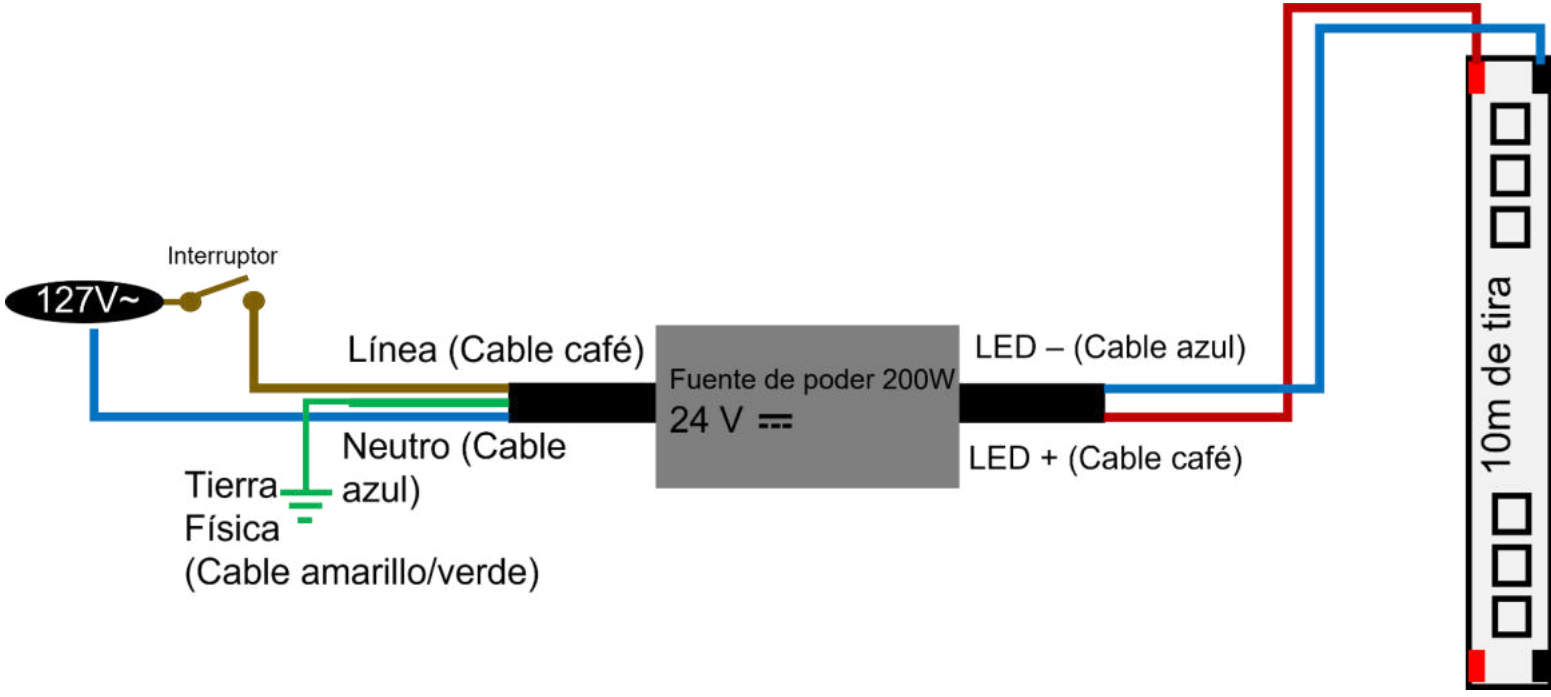 Interruptor
127V~
Línea (Cable café)
Neutro (Cable
azul)
Tierra
Física
(Cable amarillo/verde)
Fuente de poder 200W
24 V ⎓
LED – (Cable azul)
LED + (Cable café)
10m de tira